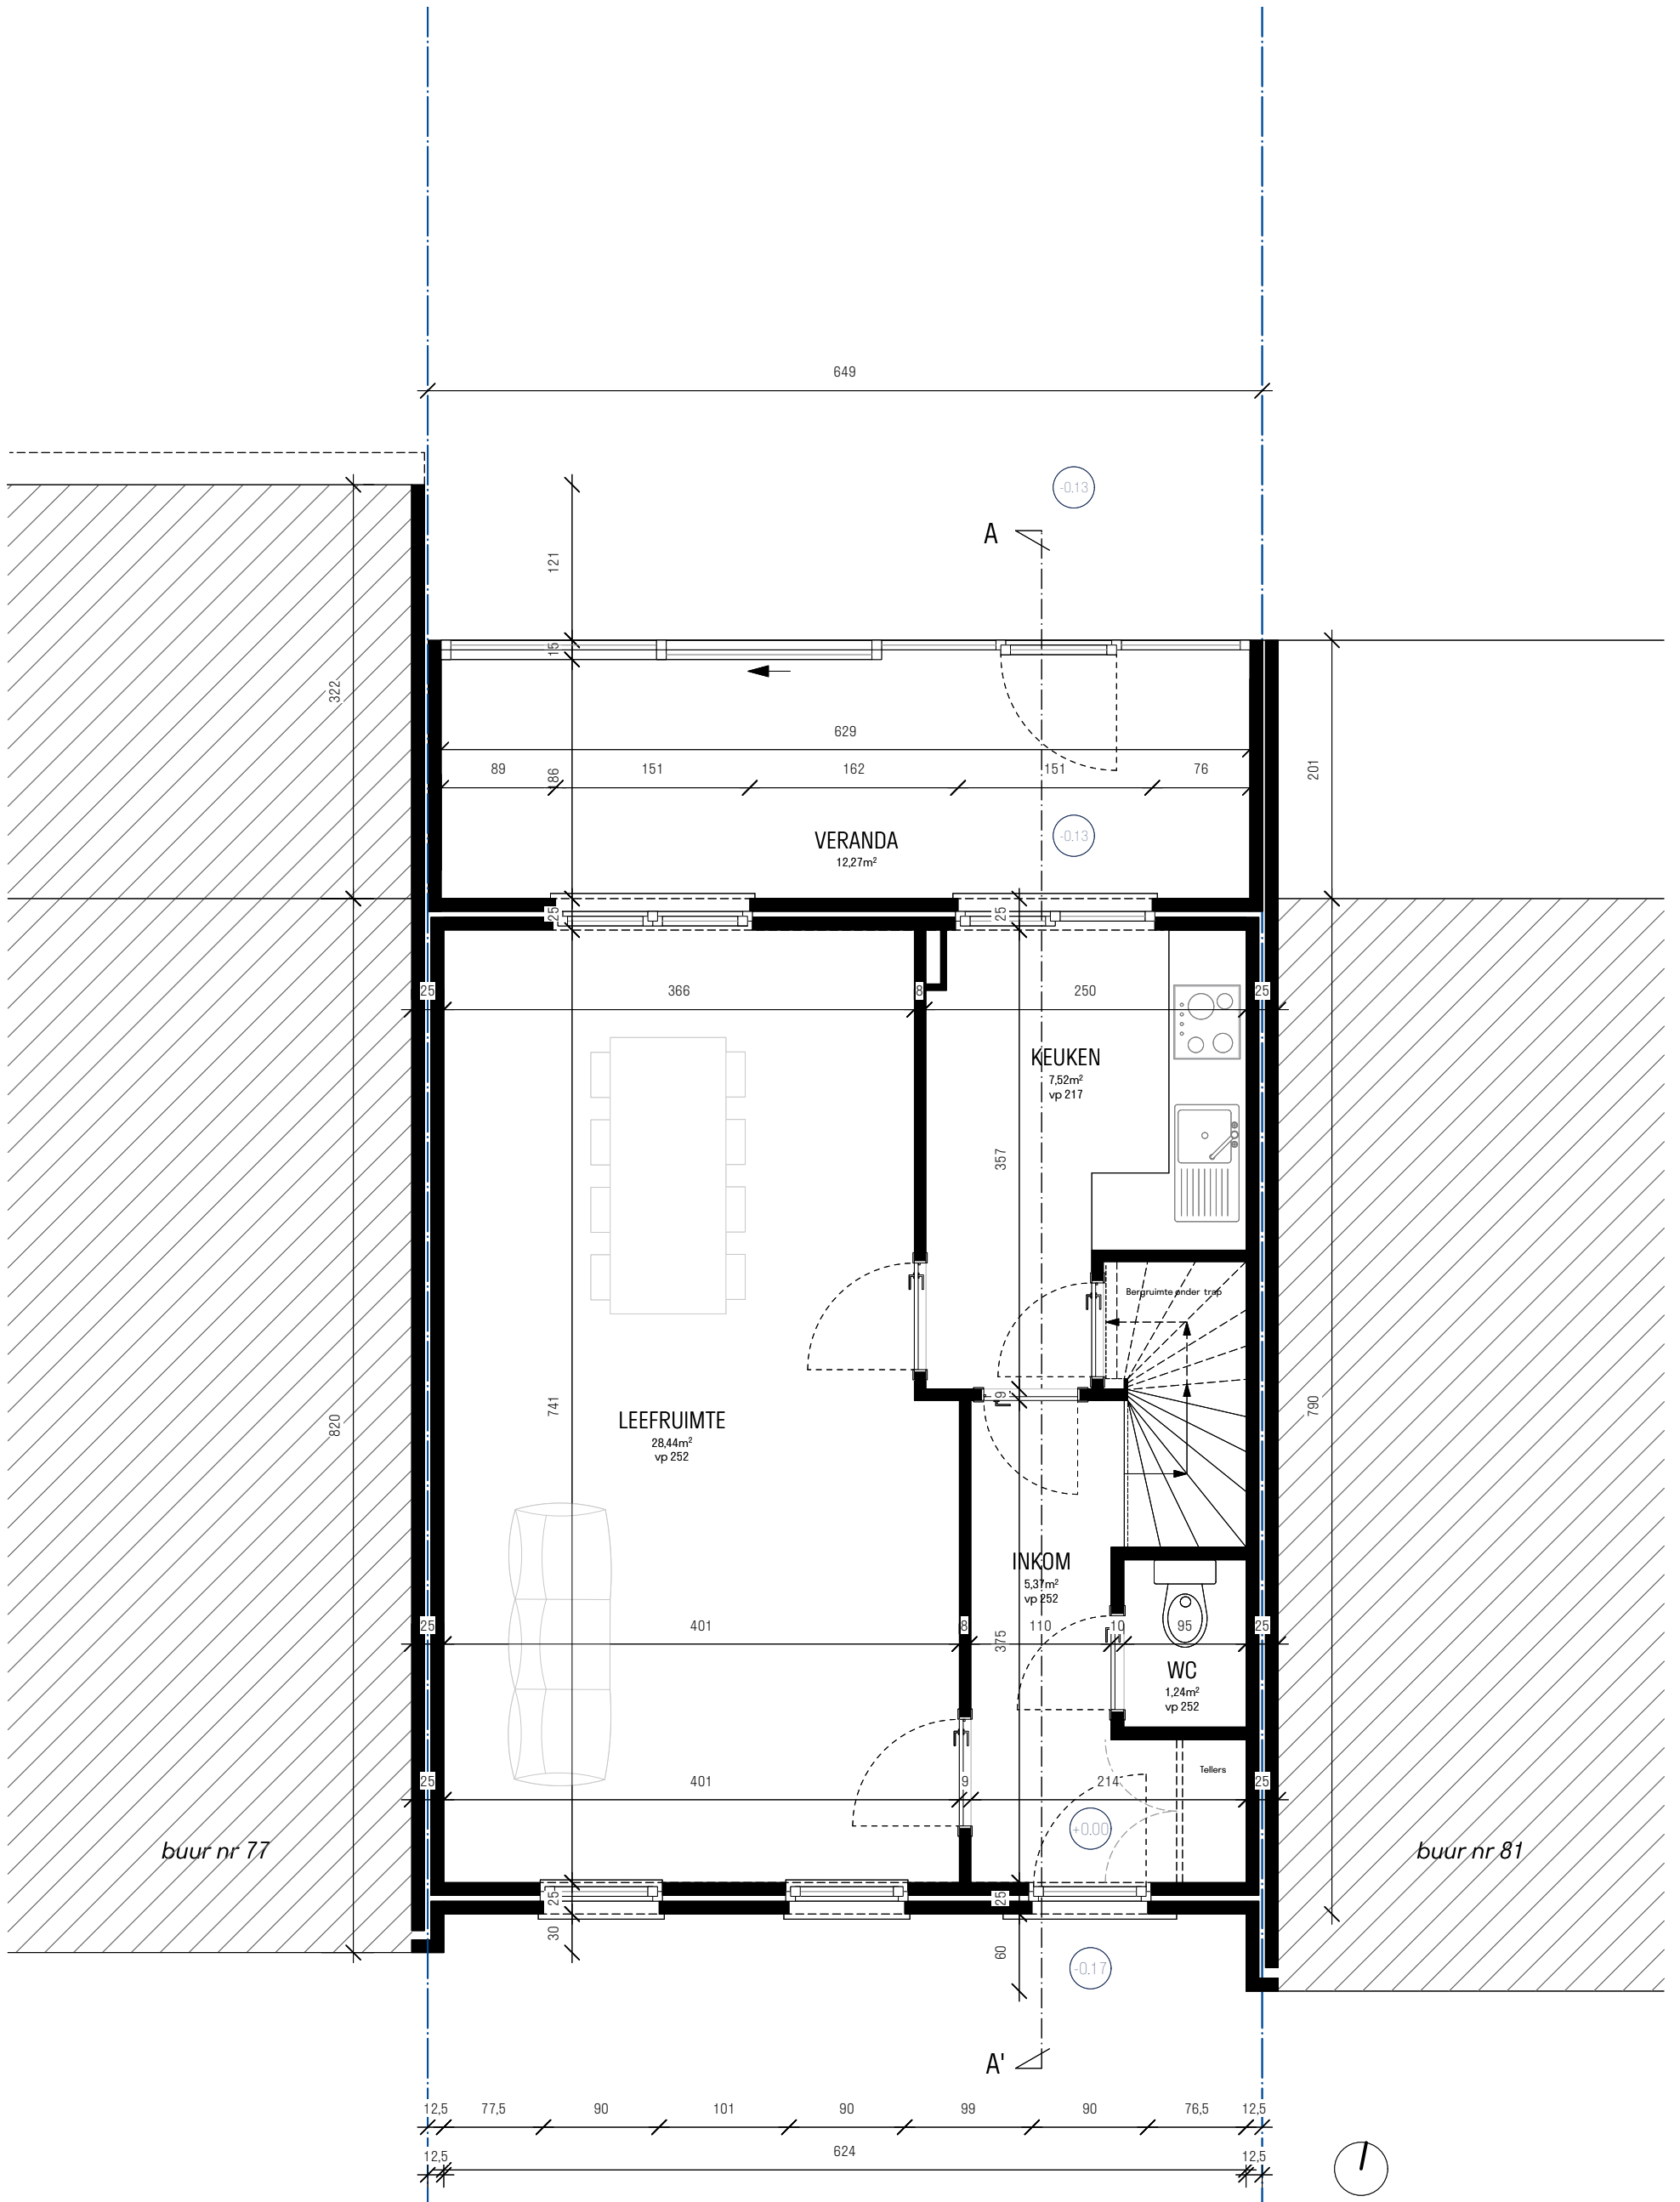 649
-0.13
A
121
15
322
629
201
89
186
151
162
151
76
VERANDA
12,27m²
-0.13
25
25
25
366
8
250
25
KEUKEN
7,52m²
vp 217
357
Bergruimte onder trap
9
741
LEEFRUIMTE
28,44m²
vp 252
820
790
INKOM
5,37m²
vp 252
25
401
8
375
110
10
95
25
WC
1,24m²
vp 252
Tellers
25
401
9
214
25
+0.00
buur nr 77
buur nr 81
25
25
30
60
-0.17
A'
12,5
77,5
90
101
90
99
90
76,5
12,5
12,5
624
12,5